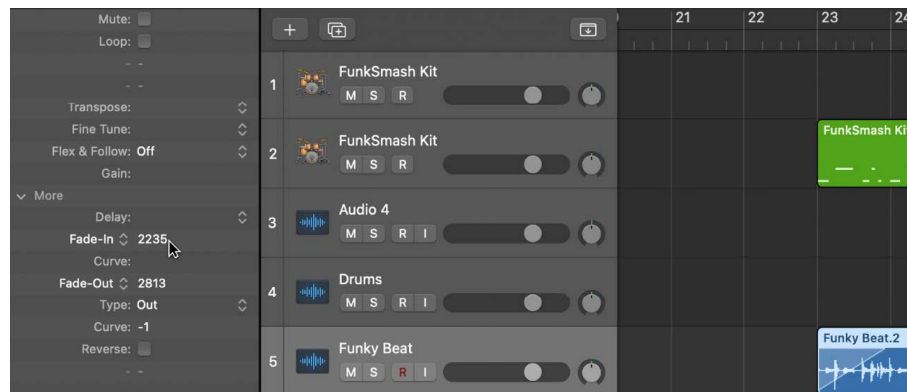 Mute:
Loop:
- -
- -
Transpose:
Fine Tune:
Flex & Follow: Off
Gain:
More
Delay:
Fade-In 2235
Curve:
Fade-Out 2813
Type: Out
Curve: -1
Reverse:
- -
1
FunkSmash Kit
M S R
2
FunkSmash Kit
M S R
3
Audio 4
M S R I
4
Drums
M S R I
5
Funky Beat
M S R I
21 22 23 24
FunkSmash Ki
Funky Beat.2